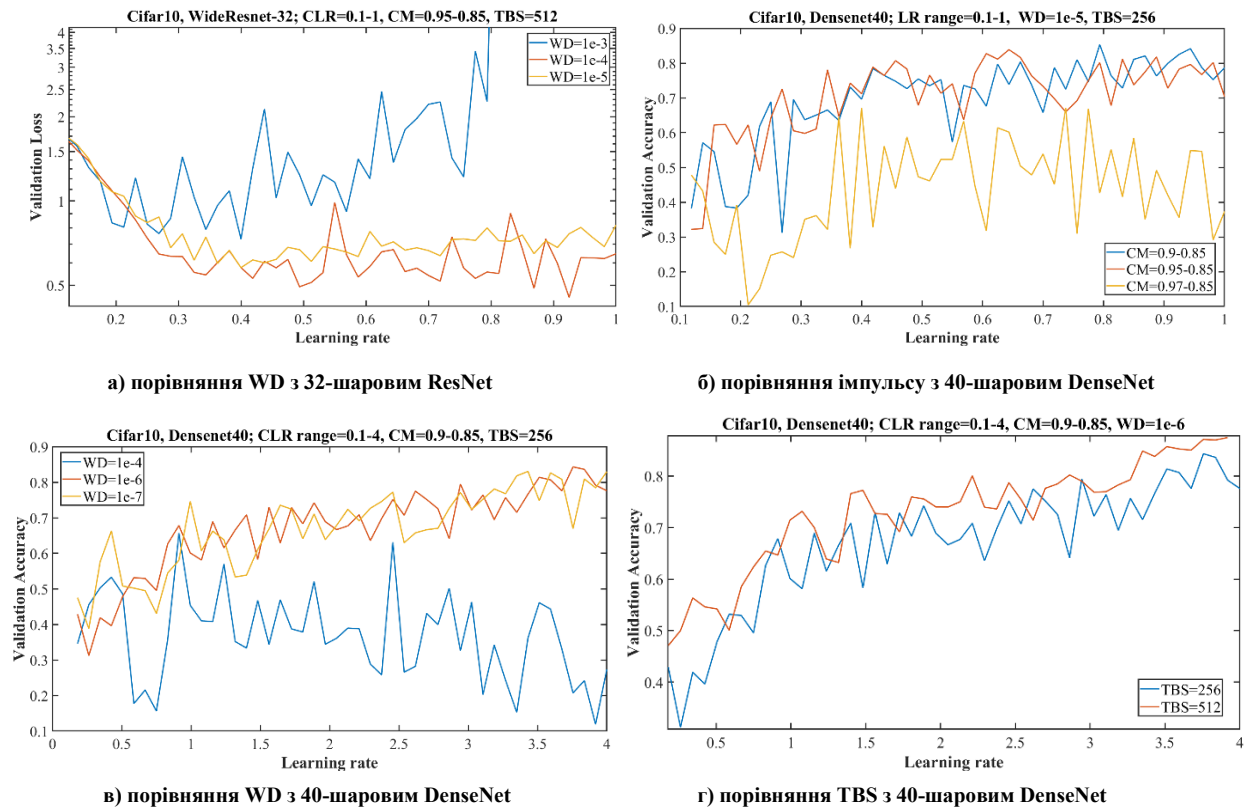 Cifar10, WideResnet-32; CLR=0.1-1, CM=0.95-0.85, TBS=512
Validation Loss
3.5
3
2.5
2
1.5
1
0.5
WD=1e-3
WD=1e-4
WD=1e-5
0.2 0.3 0.4 0.5 0.6 0.7 0.8 0.9 1
Learning rate
а) порівняння WD з 32-шаровим ResNet
Cifar10, Densenet40; LR range=0.1-1, WD=1e-5, TBS=256
Validation Accuracy
0.9
0.8
0.7
0.6
0.5
0.4
0.3
0.2
0.1
CM=0.9-0.85
CM=0.95-0.85
CM=0.97-0.85
0.1 0.2 0.3 0.4 0.5 0.6 0.7 0.8 0.9 1
Learning rate
б) порівняння імпульсу з 40-шаровим DenseNet
Cifar10, Densenet40; CLR range=0.1-4, CM=0.9-0.85, TBS=256
Validation Accuracy
0.9
0.8
0.7
0.6
0.5
0.4
0.3
0.2
0.1
WD=1e-4
WD=1e-6
WD=1e-7
0 0.5 1 1.5 2 2.5 3 3.5 4
Learning rate
в) порівняння WD з 40-шаровим DenseNet
Cifar10, Densenet40; CLR range=0.1-4, CM=0.9-0.85, WD=1e-6
Validation Accuracy
0.8
0.7
0.6
0.5
0.4
TBS=256
TBS=512
0.5 1 1.5 2 2.5 3 3.5 4
Learning rate
г) порівняння TBS з 40-шаровим DenseNet